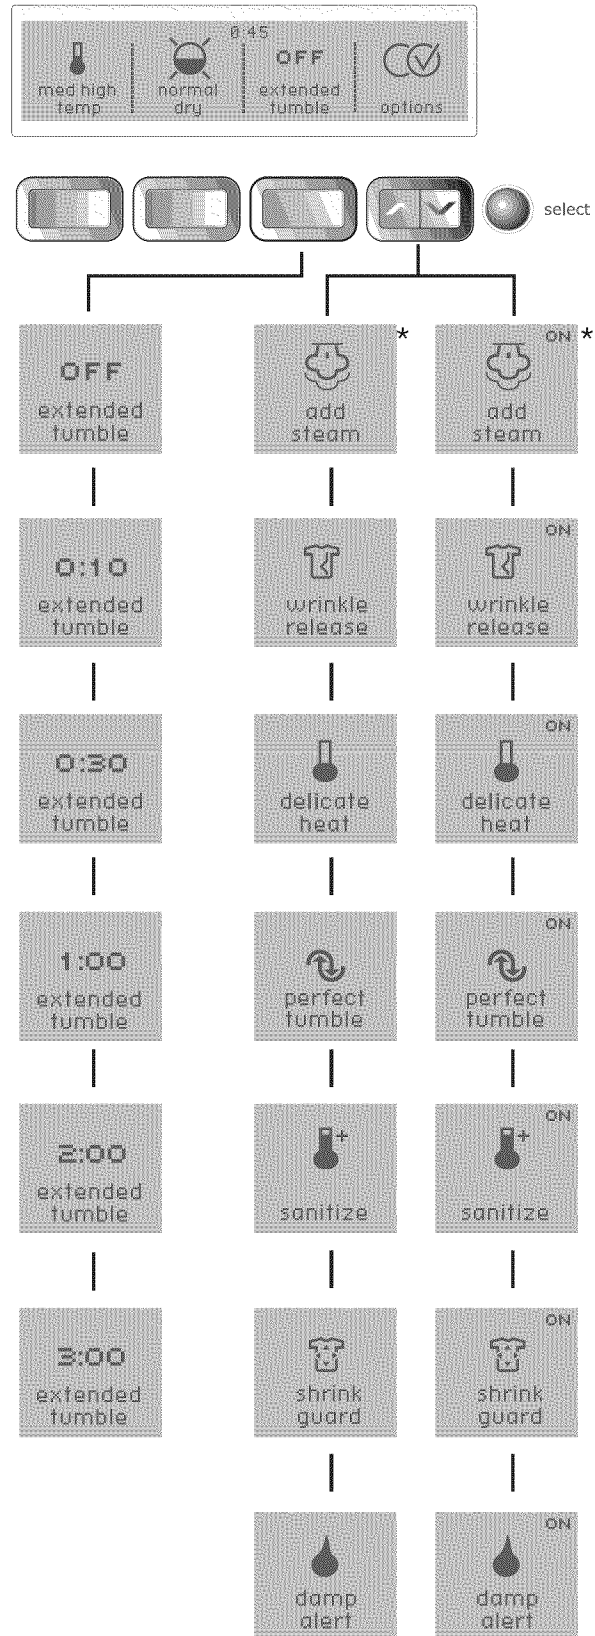 0:45
OFF
med high normal extended
temp dry tumble options
select
* ON *
OFF
extended add add
tumble steam steam
ON
0:10
extended wrinkle wrinkle
tumble release release
ON
0:30
extended delicate delicate
tumble heat heat
ON
1:00
extended perfect perfect
tumble tumble tumble
ON
+ +
2:00
extended
tumble sanitize sanitize
ON
3:00
extended shrink shrink
tumble guard guard
ON
damp damp
alert alert